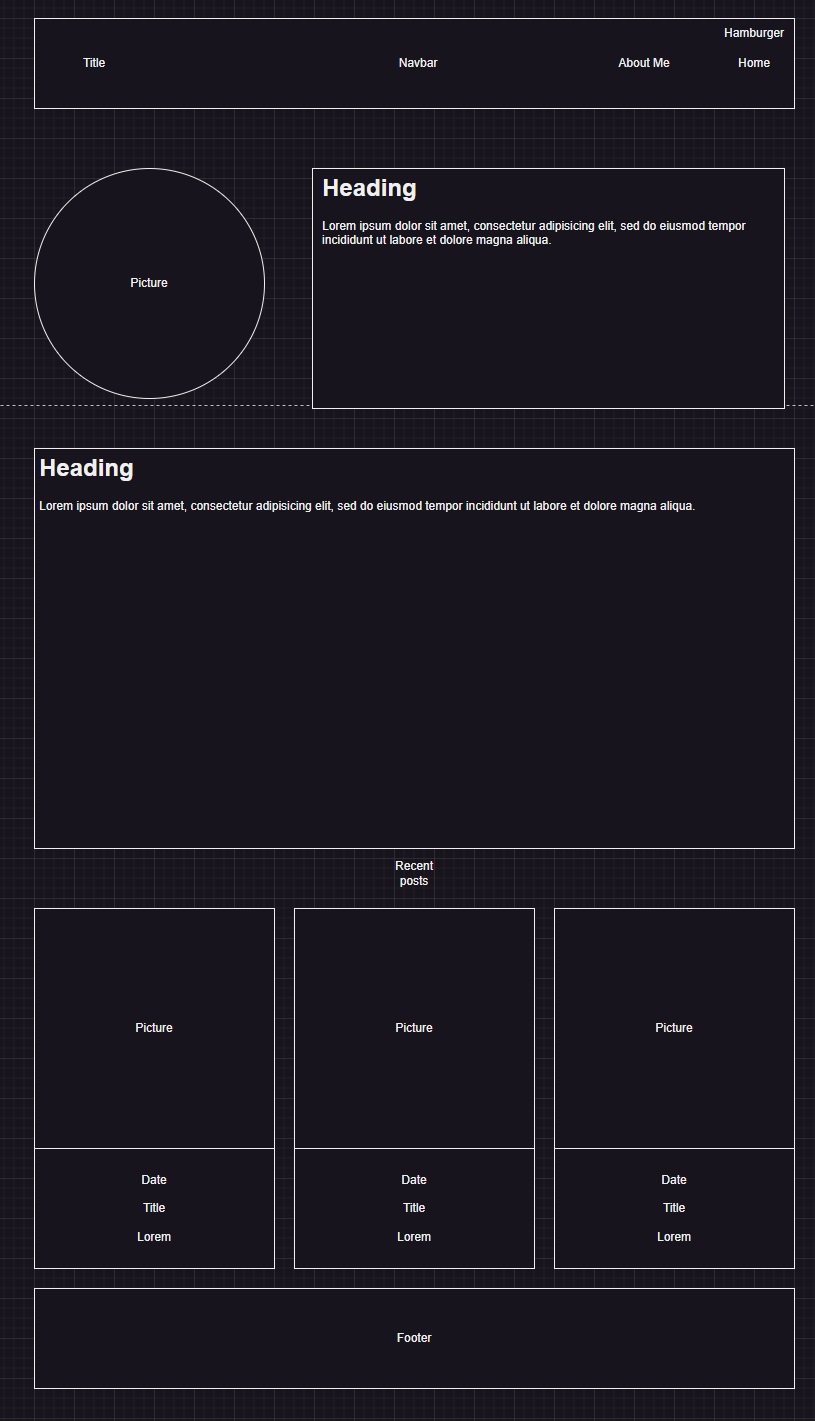 Hamburger
Title Navbar About Me Home
Picture
Heading
Lorem ipsum dolor sit amet, consectetur adipisicing elit, sed do eiusmod tempor
incididunt ut labore et dolore magna aliqua.
Heading
Lorem ipsum dolor sit amet, consectetur adipisicing elit, sed do eiusmod tempor incididunt ut labore et dolore magna aliqua.
Recent
posts
Picture Picture Picture
Date Date Date
Title Title Title
Lorem Lorem Lorem
Footer